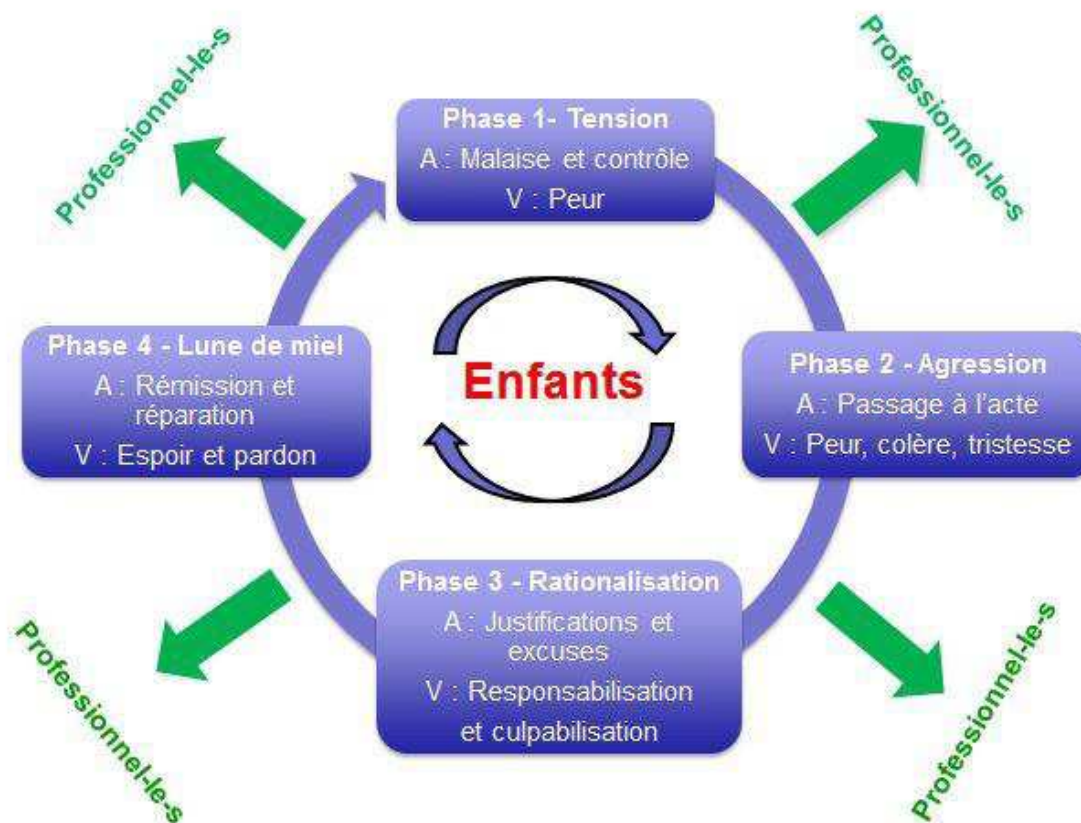 Professionnel-le-s
Professionnel-le-s
Phase 1- Tension
A : Malaise et contrôle
V : Peur
Phase 4 - Lune de miel
A : Rémission et
réparation
V : Espoir et pardon
Enfants
Phase 2 - Agression
A : Passage à l'acte
V : Peur, colère, tristesse
Phase 3 - Rationalisation
A : Justifications et
excuses
V : Responsabilisation
et culpabilisation
Professionnel-le-s
Professionnel-le-s